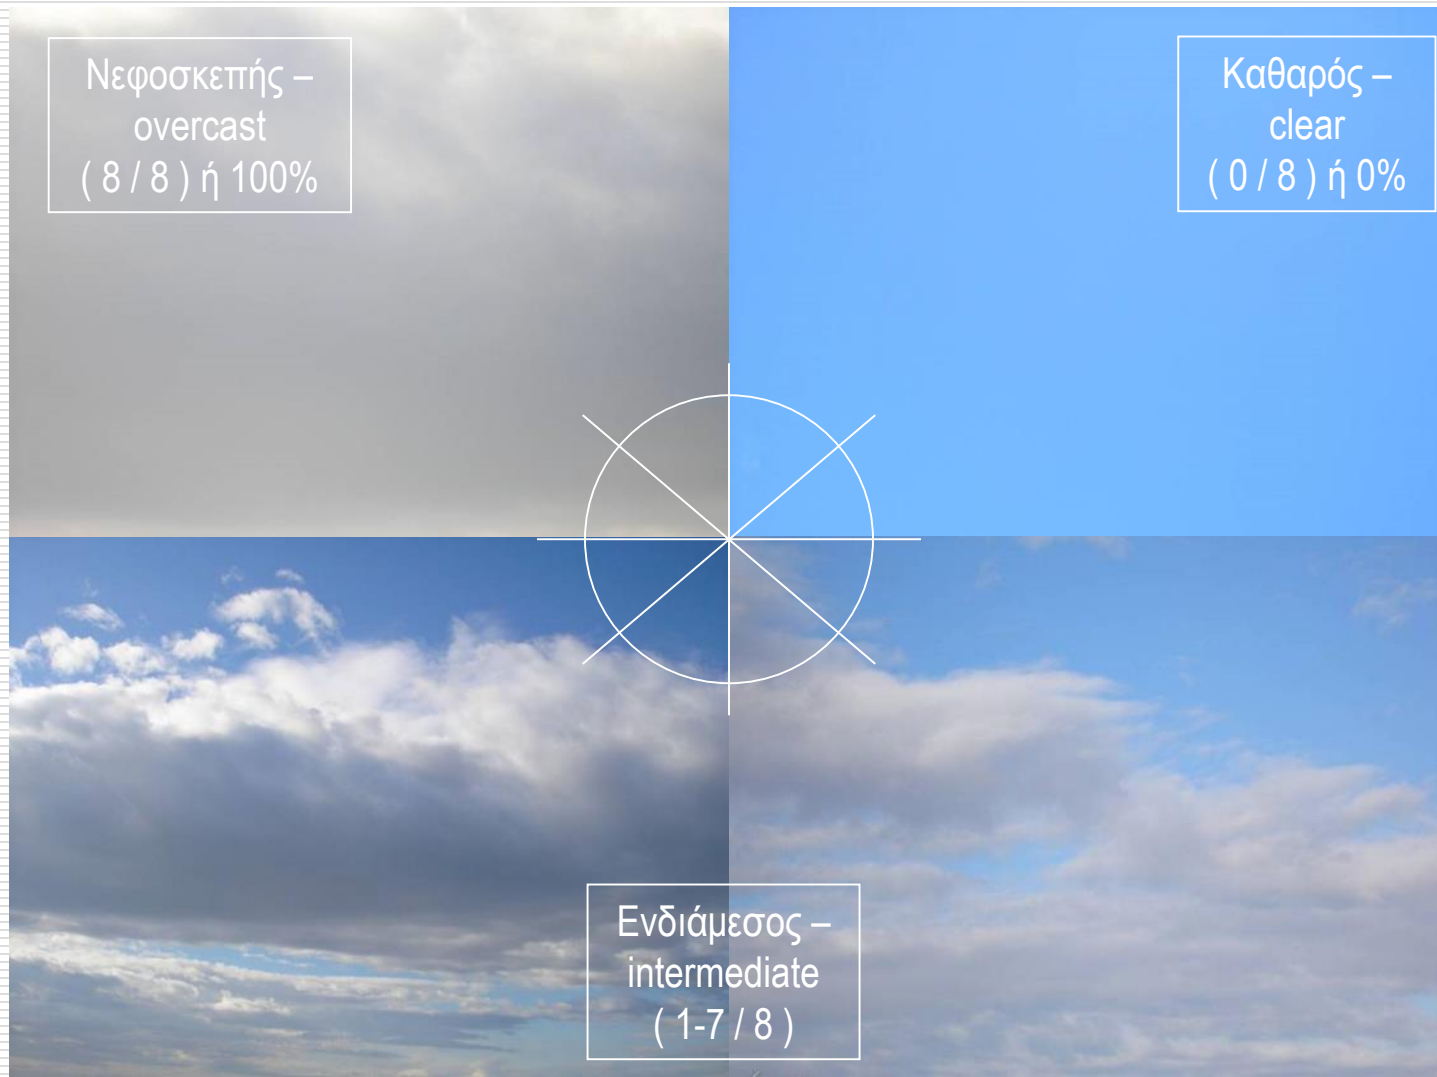 Νεφοσκεπής –
overcast
( 8 / 8 ) ή 100%
Καθαρός –
clear
( 0 / 8 ) ή 0%
Ενδιάμεσος –
intermediate
( 1-7 / 8 )